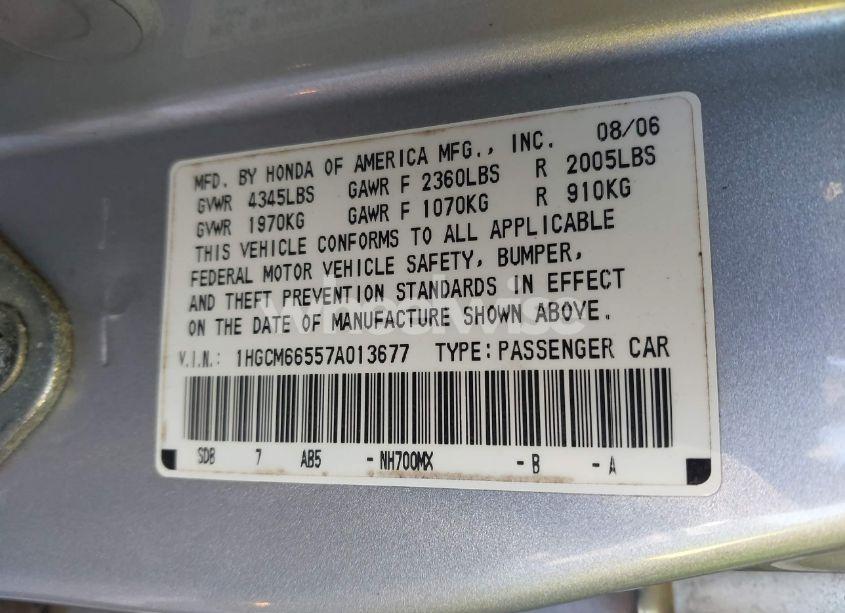 MFD. BY HONDA OF AMERICA MFG., INC. 08/06
GVWR 4345LBS GAWR F 2360LBS R 2005LBS
GVWR 1970KG GAWR F 1070KG R 910KG
THIS VEHICLE CONFORMS TO ALL APPLICABLE
FEDERAL MOTOR VEHICLE SAFETY, BUMPER,
AND THEFT PREVENTION STANDARDS IN EFFECT
ON THE DATE OF MANUFACTURE SHOWN ABOVE.
V.I.N.: 1HGCM66557A013677 TYPE: PASSENGER CAR
SDB 7 AB5 - NH700MX - B - A